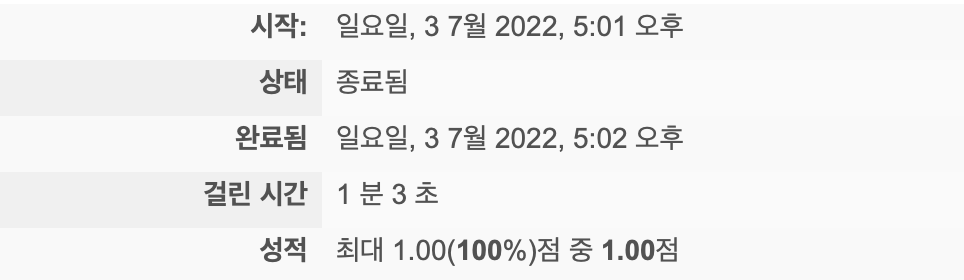 시작: 일요일, 3 7월 2022, 5:01 오후
상태 종료됨
완료됨 일요일, 3 7월 2022, 5:02 오후
걸린 시간 1 분 3 초
성적 최대 1.00(100%)점 중 1.00점